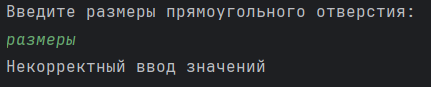 Введите размеры прямоугольного отверстия:
размеры
Некорректный ввод значений